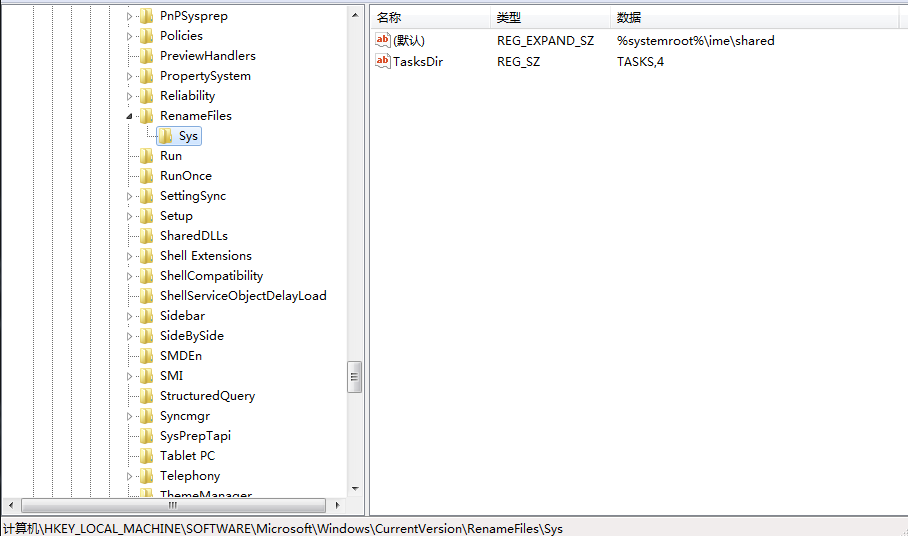 PnPSysprep
Policies
PreviewHandlers
PropertySystem
Reliability
RenameFiles
Sys
Run
RunOnce
SettingSync
Setup
SharedDLLs
Shell Extensions
ShellCompatibility
ShellServiceObjectDelayLoad
Sidebar
SideBySide
SMDEn
SMI
StructuredQuery
Syncmgr
SysPrepTapi
Tablet PC
Telephony
ThemeManager
名称 类型 数据
ab (默认) REG_EXPAND_SZ %systemroot%\ime\shared
ab TasksDir REG_SZ TASKS,4
计算机\HKEY_LOCAL_MACHINE\SOFTWARE\Microsoft\Windows\CurrentVersion\RenameFiles\Sys